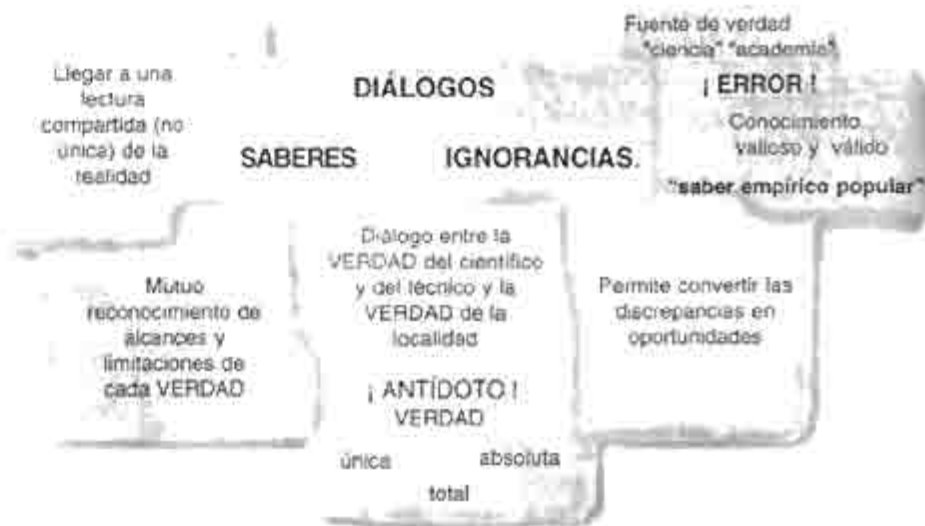 Fuente de verdad
"ciencia" "academia"
¡ ERROR !
Conocimiento
valioso y válido
"saber empírico popular"
Llegar a una
lectura
compartida (no
única) de la
realidad
DIÁLOGOS
SABERES IGNORANCIAS.
Mutuo
reconocimiento de
alcances y
limitaciones de
cada VERDAD
Diálogo entre la
VERDAD del científico
y del técnico y la
VERDAD de la
localidad
¡ ANTÍDOTO !
VERDAD
única absoluta
total
Permite convertir las
discrepancias en
oportunidades